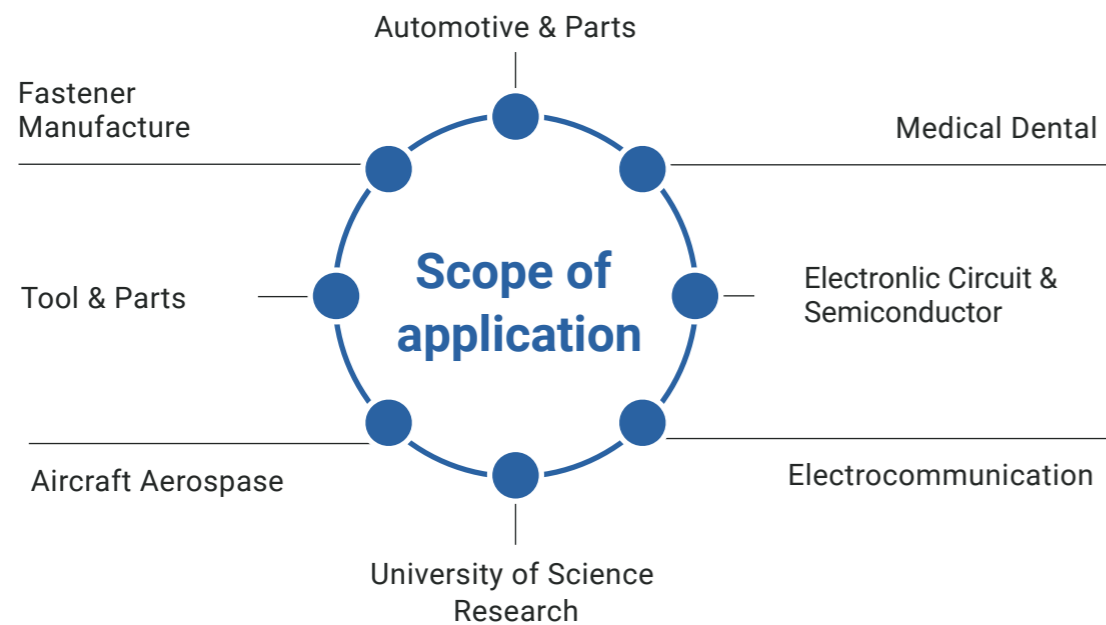 Automotive & Parts
Fastener
Manufacture
Medical Dental
Scope of
application
Tool & Parts
Electronlic Circuit &
Semiconductor
Aircraft Aerospase
Electrocommunication
University of Science
Research